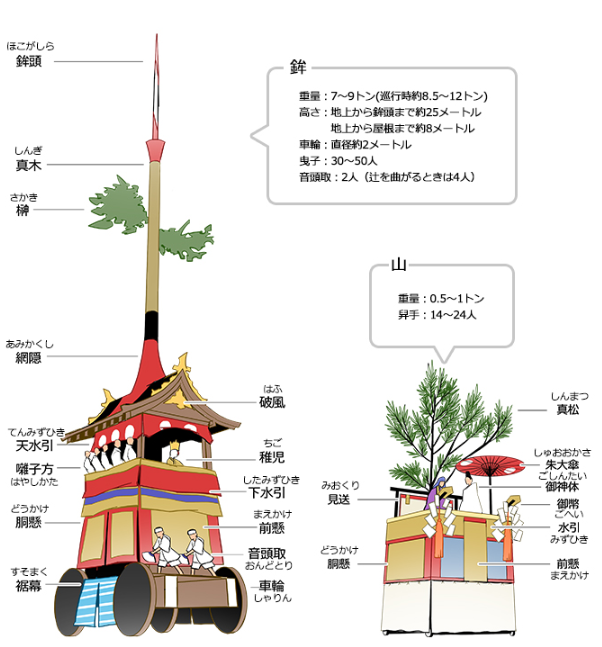 ほこがしら
鉾頭
しんぎ
真木
さかき
榊
あみかくし
網隠
てんみずひき
天水引
囃子方
はやしかた
どうかけ
胴懸
すそまく
裾幕
はふ
破風
ちご
稚児
したみずひき
下水引
まえかけ
前懸
音頭取
おんどとり
車輪
しゃりん
鉾
重量：7～9トン(巡行時約8.5～12トン)
高さ：地上から鉾頭まで約25メートル
地上から屋根まで約8メートル
車輪：直径約2メートル
曳子：30～50人
音頭取：2人（辻を曲がるときは4人）
山
重量：0.5～1トン
舁手：14～24人
しんまつ
真松
しゅおおかさ
朱大傘
ごしんたい
御神体
御幣
ごへい
水引
みずひき
前懸
まえかけ
みおくり
見送
どうかけ
胴懸